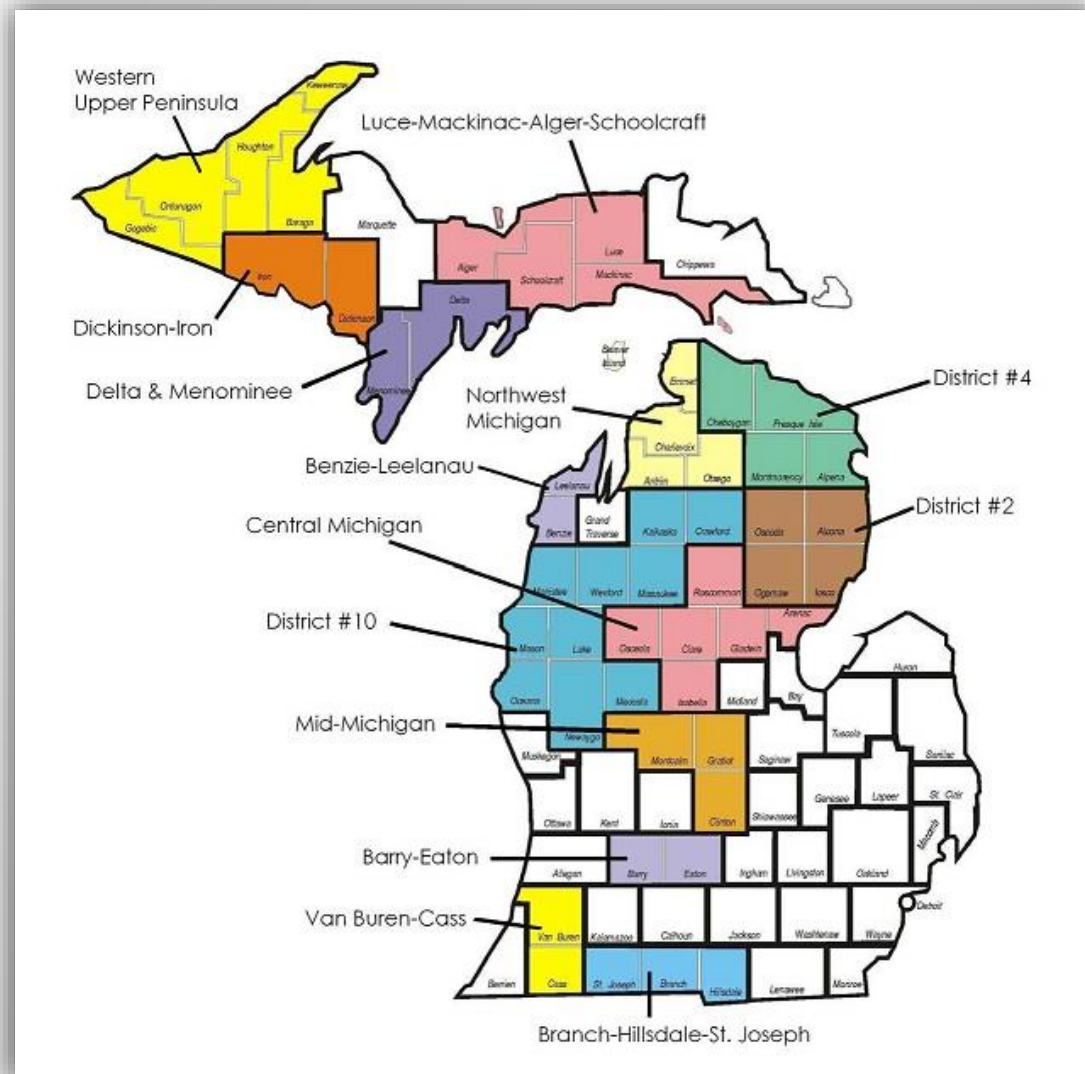 Western
Upper Peninsula
Keweenaw
Luce-Mackinac-Alger-Schoolcraft
Houghton
Ontonagon
Gogebic
Baraga
Marquette
Iron
Dickinson
Alger
Schoolcraft
Luce
Mackinac
Chippewa
Delta
Menominee
Dickinson-Iron
Delta & Menominee
Beaver
Island
Emmet
Northwest
Michigan
Cheboygan
Presque Isle
District #4
Charlevoix
Antrim
Otsego
Montmorency
Alpena
Benzie-Leelanau
Leelanau
Benzie
Grand
Traverse
Kalkaska
Crawford
Oscoda
Alcona
District #2
Central Michigan
Manistee
Wexford
Missaukee
Roscommon
Ogemaw
Iosco
Arenac
District #10
Mason
Lake
Osceola
Clare
Gladwin
Huron
Oceana
Mecosta
Isabella
Midland
Bay
Mid-Michigan
Newaygo
Muskegon
Montcalm
Gratiot
Saginaw
Tuscola
Sanilac
Ottawa
Kent
Ionia
Clinton
Shiawassee
Genesee
Lapeer
St. Clair
Macomb
Barry-Eaton
Allegan
Barry
Eaton
Ingham
Livingston
Oakland
Van Buren-Cass
Van Buren
Kalamazoo
Calhoun
Jackson
Washtenaw
Wayne
Detroit
Berrien
Cass
St. Joseph
Branch
Hillsdale
Lenawee
Monroe
Branch-Hillsdale-St. Joseph